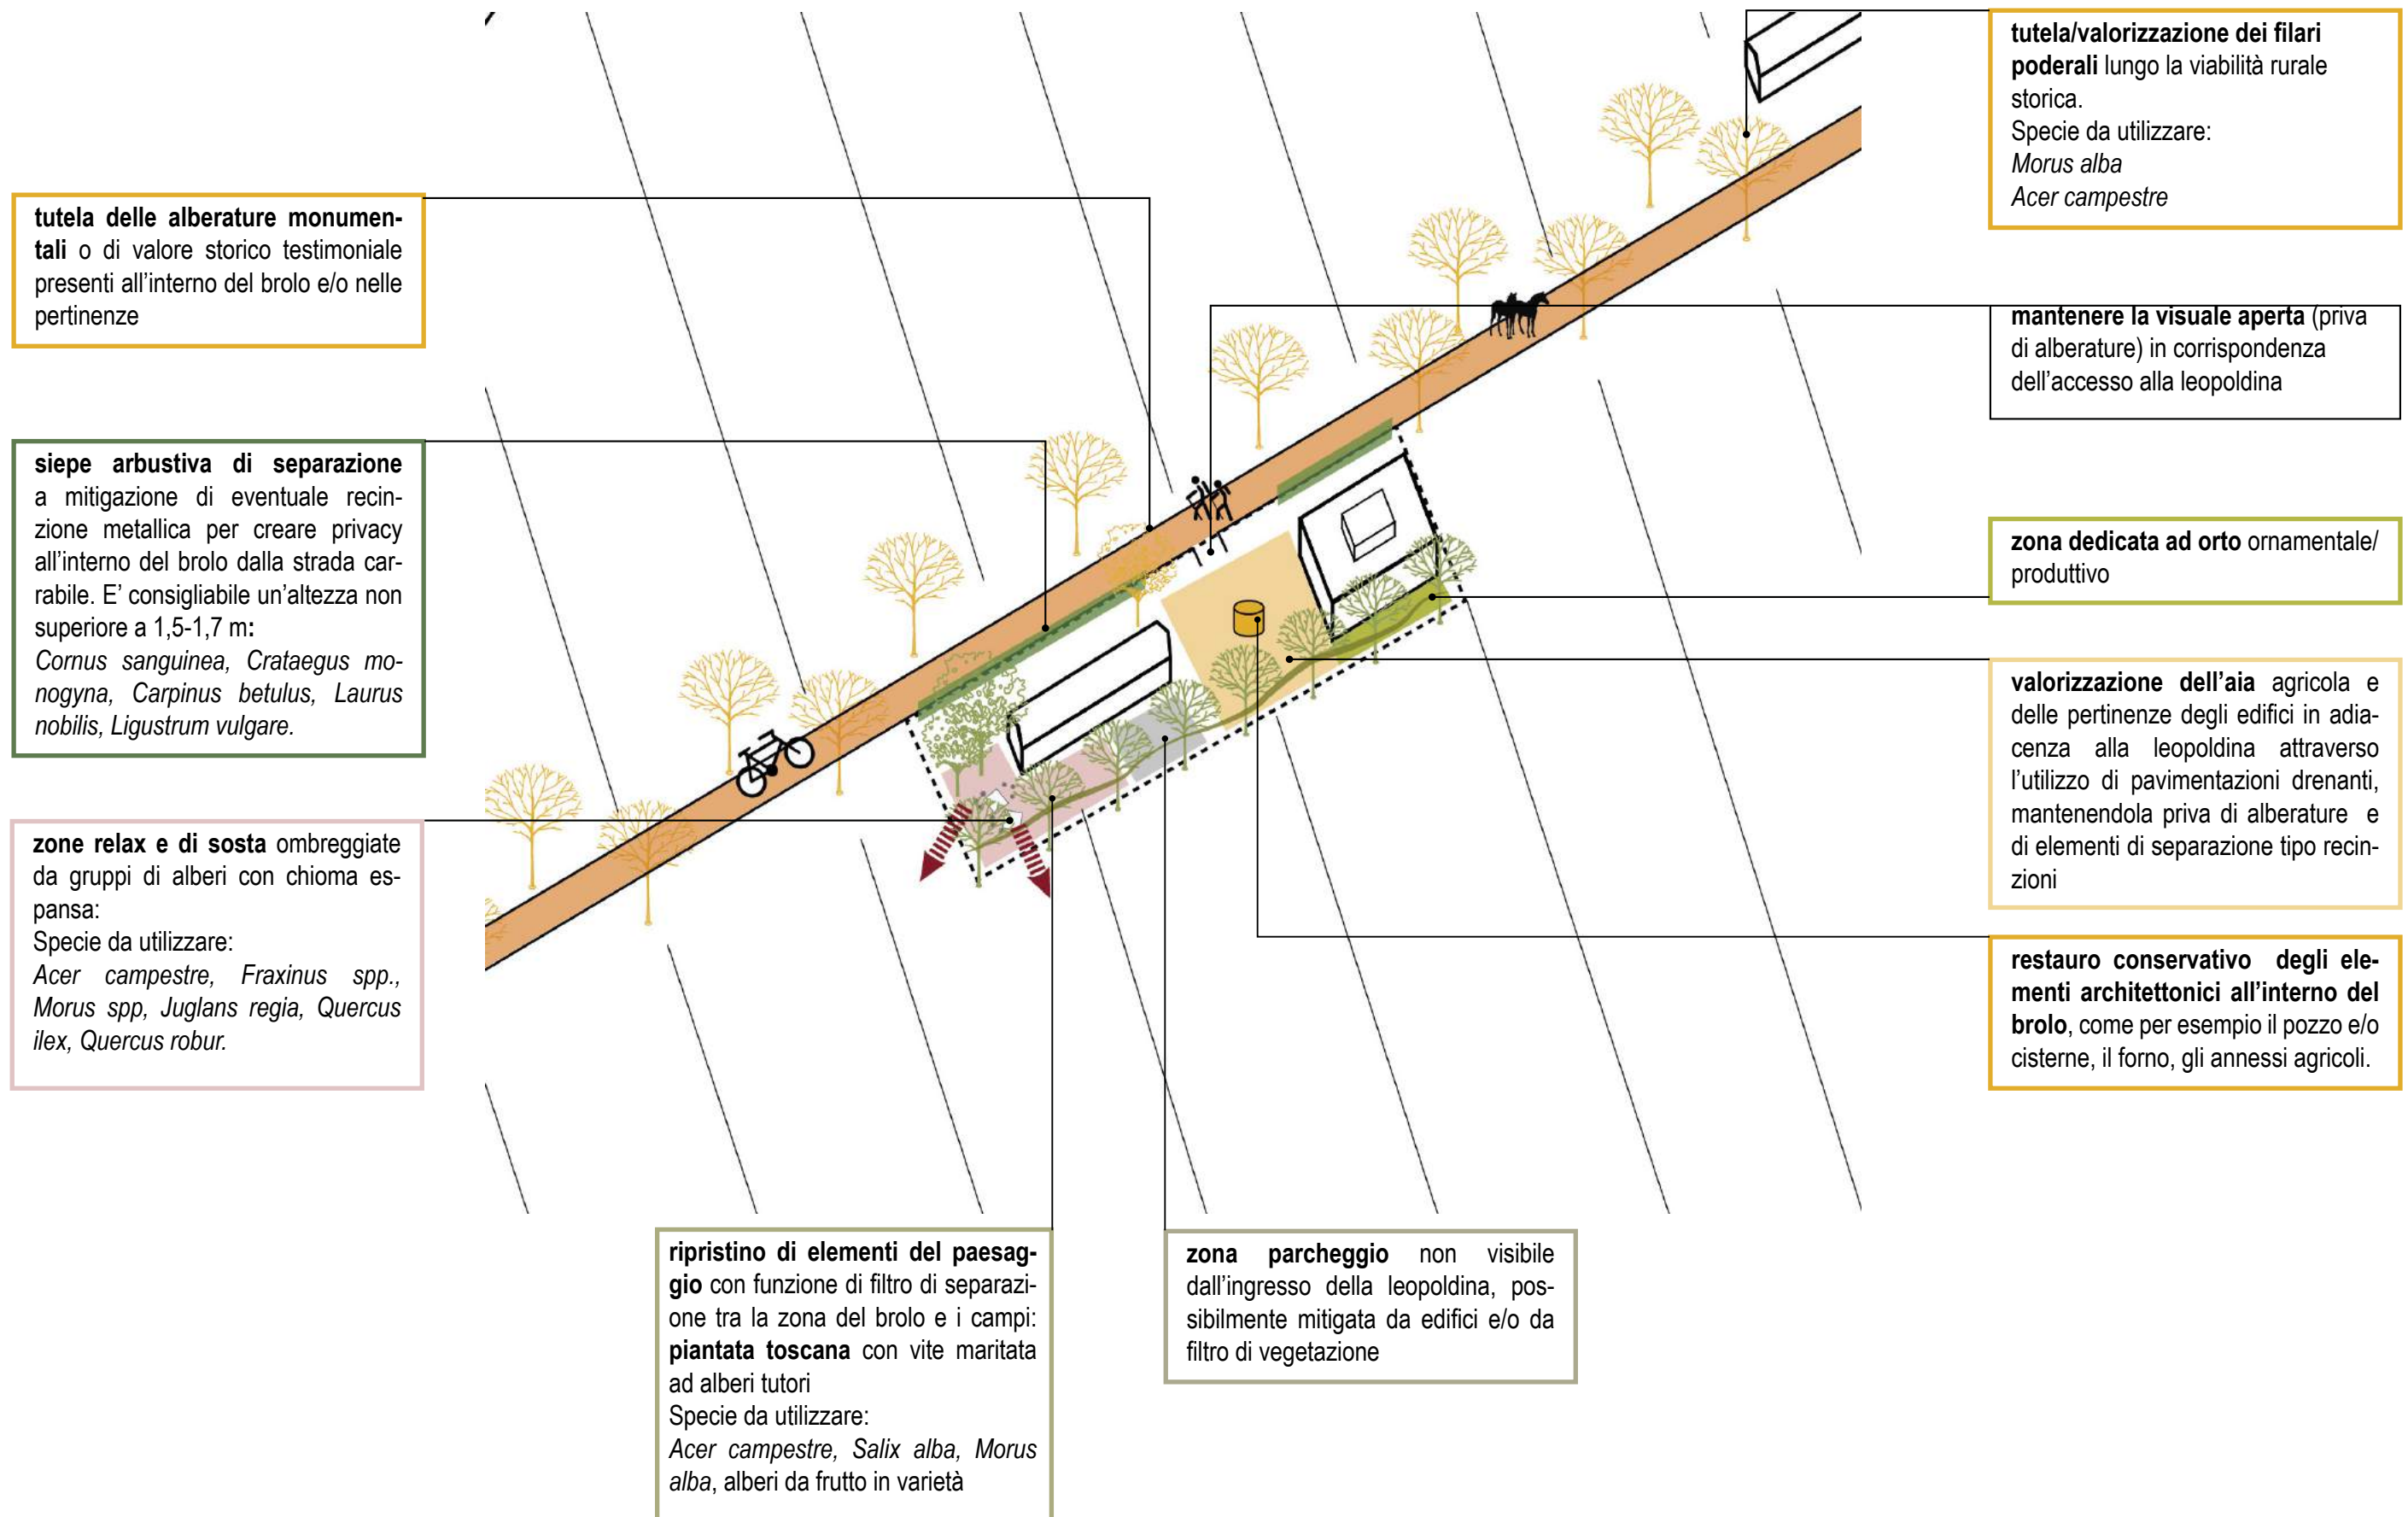 tutela delle alberature monumen-
tali o di valore storico testimoniale
presenti all'interno del brolo e/o nelle
pertinenze
siepe arbustiva di separazione
a mitigazione di eventuale recin-
zione metallica per creare privacy
all'interno del brolo dalla strada car-
rabile. E' consigliabile un'altezza non
superiore a 1,5-1,7 m:
Cornus sanguinea, Crataegus mo-
nogyna, Carpinus betulus, Laurus
nobilis, Ligustrum vulgare.
zone relax e di sosta ombreggiate
da gruppi di alberi con chioma es-
pansa:
Specie da utilizzare:
Acer campestre, Fraxinus spp.,
Morus spp, Juglans regia, Quercus
ilex, Quercus robur.
ripristino di elementi del paesag-
gio con funzione di filtro di separazi-
one tra la zona del brolo e i campi:
piantata toscana con vite maritata
ad alberi tutori
Specie da utilizzare:
Acer campestre, Salix alba, Morus
alba, alberi da frutto in varietà
zona parcheggio non visibile
dall'ingresso della leopoldina, pos-
sibilmente mitigata da edifici e/o da
filtro di vegetazione
tutela/valorizzazione dei filari
poderali lungo la viabilità rurale
storica.
Specie da utilizzare:
Morus alba
Acer campestre
mantenere la visuale aperta (priva
di alberature) in corrispondenza
dell'accesso alla leopoldina
zona dedicata ad orto ornamentale/
produttivo
valorizzazione dell'aia agricola e
delle pertinenze degli edifici in adia-
cenza alla leopoldina attraverso
l'utilizzo di pavimentazioni drenanti,
mantenendola priva di alberature e
di elementi di separazione tipo recin-
zioni
restauro conservativo degli ele-
menti architettonici all'interno del
brolo, come per esempio il pozzo e/o
cisterne, il forno, gli annessi agricoli.